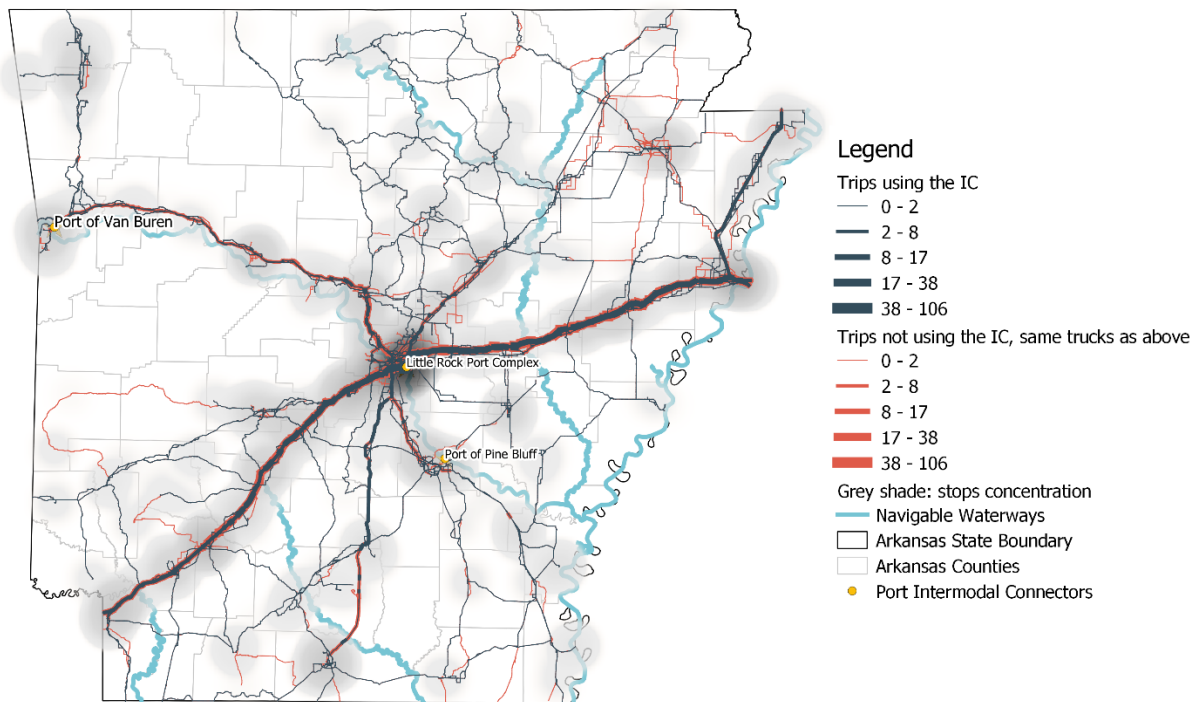 Port of Van Buren
Little Rock Port Complex
Port of Pine Bluff
Legend
Trips using the IC
0 - 2
2 - 8
8 - 17
17 - 38
38 - 106
Trips not using the IC, same trucks as above
0 - 2
2 - 8
8 - 17
17 - 38
38 - 106
Grey shade: stops concentration
Navigable Waterways
Arkansas State Boundary
Arkansas Counties
Port Intermodal Connectors